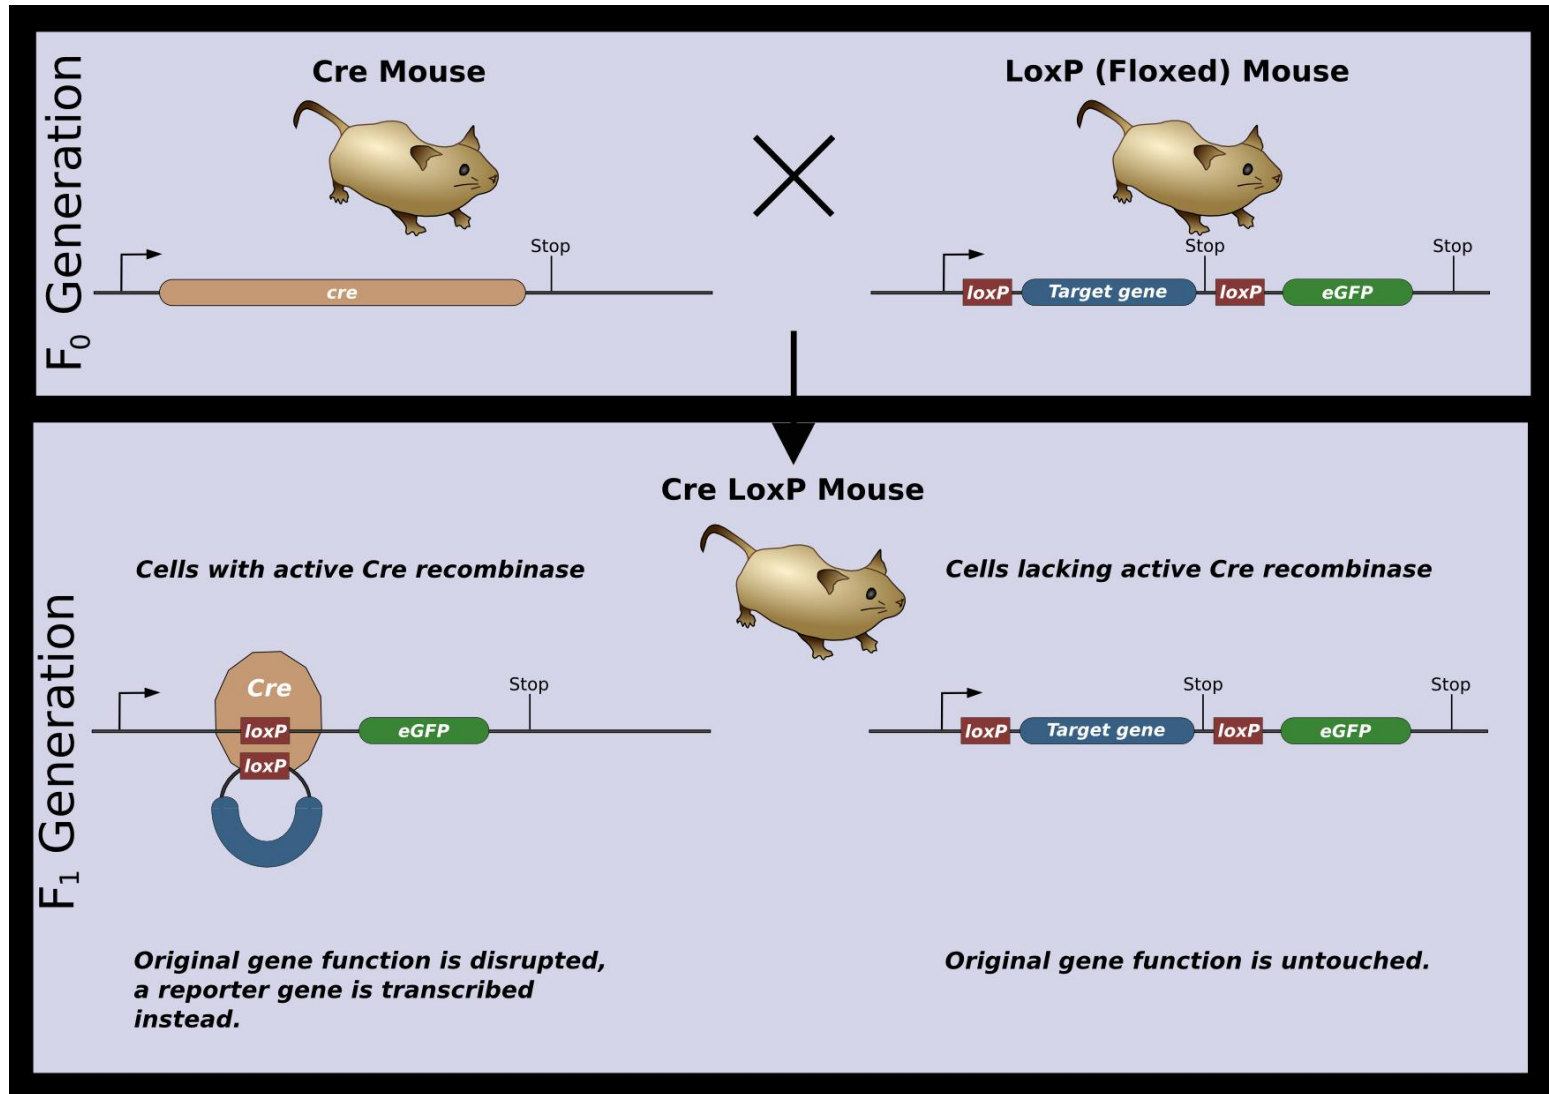 F0 Generation
Cre Mouse
LoxP (Floxed) Mouse
Stop
cre
Stop
Stop
loxP
Target gene
loxP
eGFP
F1 Generation
Cre LoxP Mouse
Cells with active Cre recombinase
Cells lacking active Cre recombinase
Cre
loxP
loxP
eGFP
Stop
Stop
Stop
loxP
Target gene
loxP
eGFP
Original gene function is disrupted,
a reporter gene is transcribed
instead.
Original gene function is untouched.